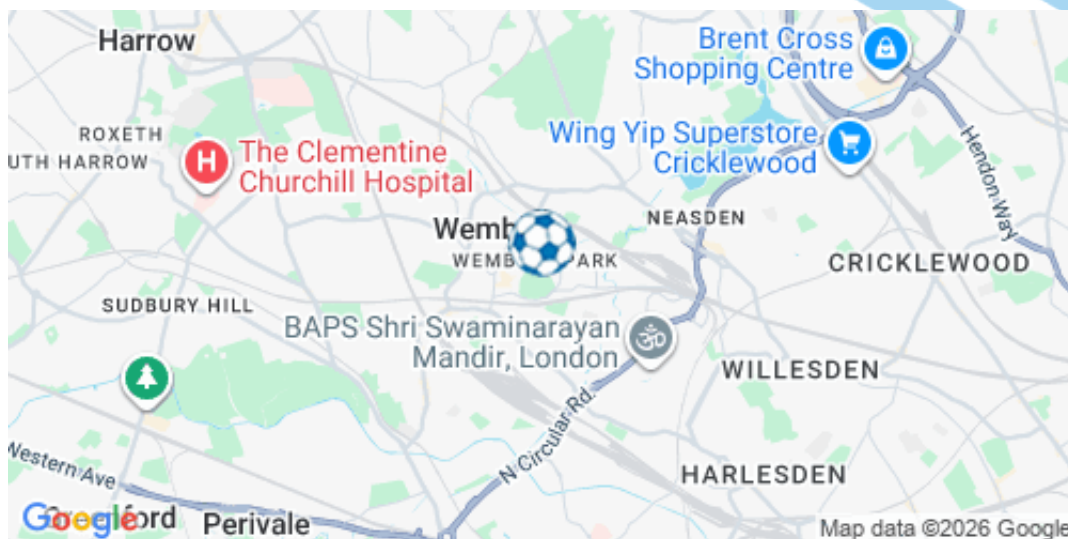 Harrow
Brent Cross
Shopping Centre
ROXETH
UTH HARROW
The Clementine
Churchill Hospital
Wing Yip Superstore
Cricklewood
Hendon Way
Wemb
NEASDEN
WEMB
ARK
CRICKLEWOOD
SUDBURY HILL
BAPS Shri Swaminarayan
Mandir, London
WILLESDEN
N Circular Rd.
Western Ave
HARLESDEN
Google
ford
Perivale
Map data ©2026 Google